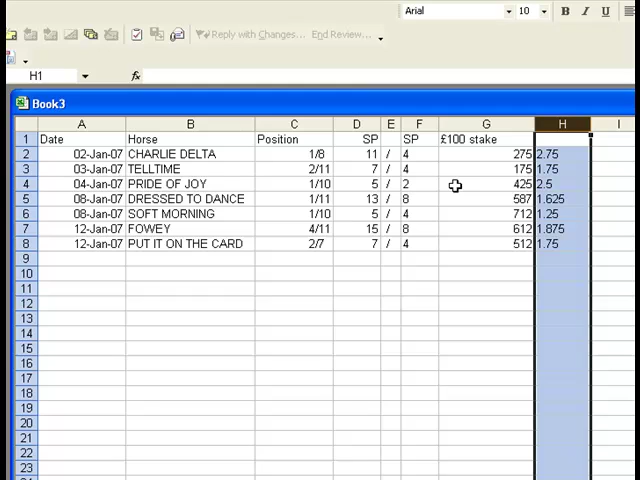 Arial 10 B I U
Reply with Changes... End Review...
H1 fx
Book3
A B C D E F G H I
1 Date Horse Position SP SP £100 stake
2 02-Jan-07 CHARLIE DELTA 1/8 11 / 4 275 2.75
3 03-Jan-07 TELLTIME 2/11 7 / 4 175 1.75
4 04-Jan-07 PRIDE OF JOY 1/10 5 / 2 425 2.5
5 08-Jan-07 DRESSED TO DANCE 1/11 13 / 8 587 1.625
6 08-Jan-07 SOFT MORNING 1/10 5 / 4 712 1.25
7 12-Jan-07 FOWEY 4/11 15 / 8 612 1.875
8 12-Jan-07 PUT IT ON THE CARD 2/7 7 / 4 512 1.75
9
10
11
12
13
14
15
16
17
18
19
20
21
22
23